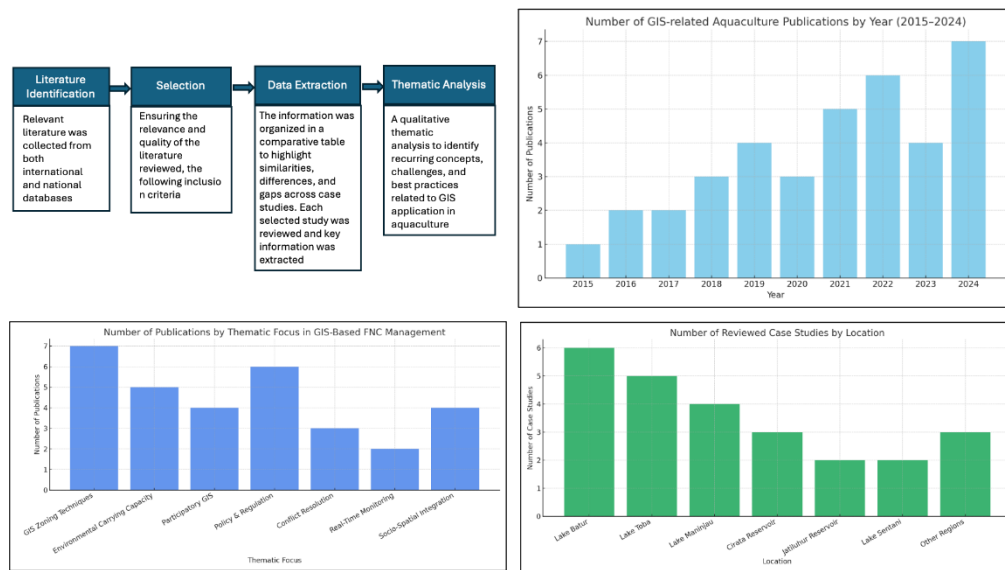 Literature
Identification
Relevant
literature was
collected from
both
international
and national
databases
Selection
Ensuring the
relevance and
quality of the
literature
reviewed, the
following inclusio
n criteria
Data Extraction
The information was
organized in a
comparative table
to highlight
similarities,
differences, and
gaps across case
studies. Each
selected study was
reviewed and key
information was
extracted
Thematic Analysis
A qualitative
thematic
analysis to identify
recurring concepts,
challenges, and
best practices
related to GIS
application in
aquaculture
Number of GIS-related Aquaculture Publications by Year (2015–2024)
Number of Publications
7
6
5
4
3
2
1
0
2015 2016 2017 2018 2019 2020 2021 2022 2023 2024
Year
Number of Publications by Thematic Focus in GIS-Based FNC Management
Number of Publications
7
6
5
4
3
2
1
0
GIS Zoning Techniques
Environmental Carrying Capacity
Participatory GIS
Policy & Regulation
Conflict Resolution
Real-Time Monitoring
Socio-Spatial Integration
Thematic Focus
Number of Reviewed Case Studies by Location
Number of Case Studies
6
5
4
3
2
1
0
Lake Batur
Lake Toba
Lake Maninjau
Cirata Reservoir
Jatiluhur Reservoir
Lake Sentani
Other Regions
Location